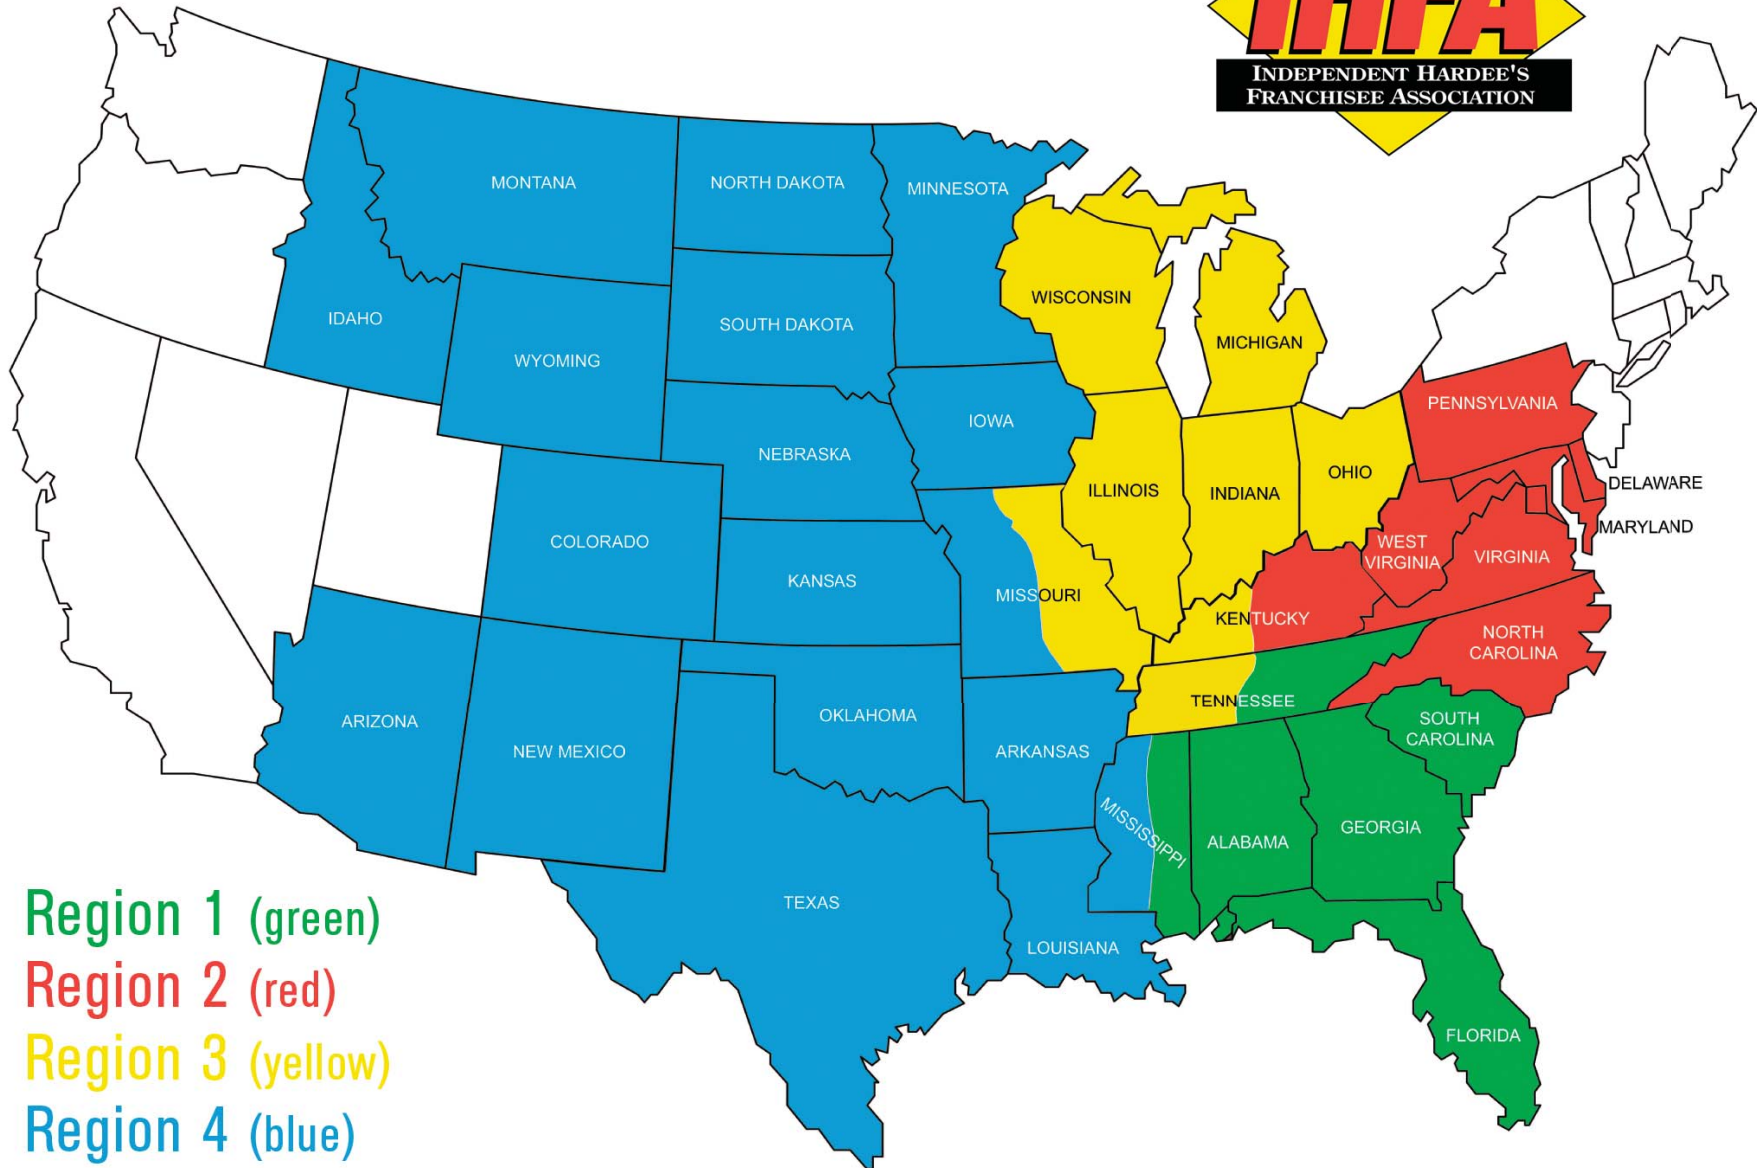 IHFA
INDEPENDENT HARDEE'S
FRANCHISEE ASSOCIATION
MONTANA
NORTH DAKOTA
MINNESOTA
IDAHO
WYOMING
SOUTH DAKOTA
WISCONSIN
MICHIGAN
NEBRASKA
IOWA
PENNSYLVANIA
ILLINOIS
INDIANA
OHIO
DELAWARE
MARYLAND
COLORADO
KANSAS
MISSOURI
KENTUCKY
WEST
VIRGINIA
VIRGINIA
NORTH
CAROLINA
TENNESSEE
ARIZONA
NEW MEXICO
OKLAHOMA
ARKANSAS
SOUTH
CAROLINA
MISSISSIPPI
ALABAMA
GEORGIA
TEXAS
LOUISIANA
FLORIDA
Region 1 (green)
Region 2 (red)
Region 3 (yellow)
Region 4 (blue)